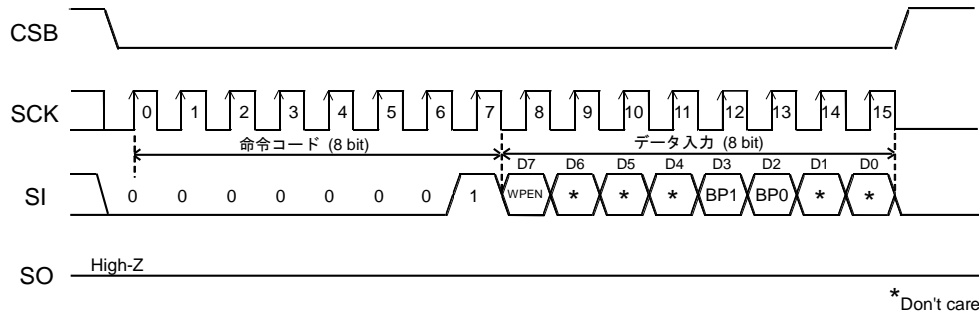 CSB
SCK 0 1 2 3 4 5 6 7 8 9 10 11 12 13 14 15
命令コード (8 bit) データ入力 (8 bit)
D7 D6 D5 D4 D3 D2 D1 D0
SI 0 0 0 0 0 0 0 1 WPEN * * * BP1 BP0 * *
High-Z
SO
*Don't care